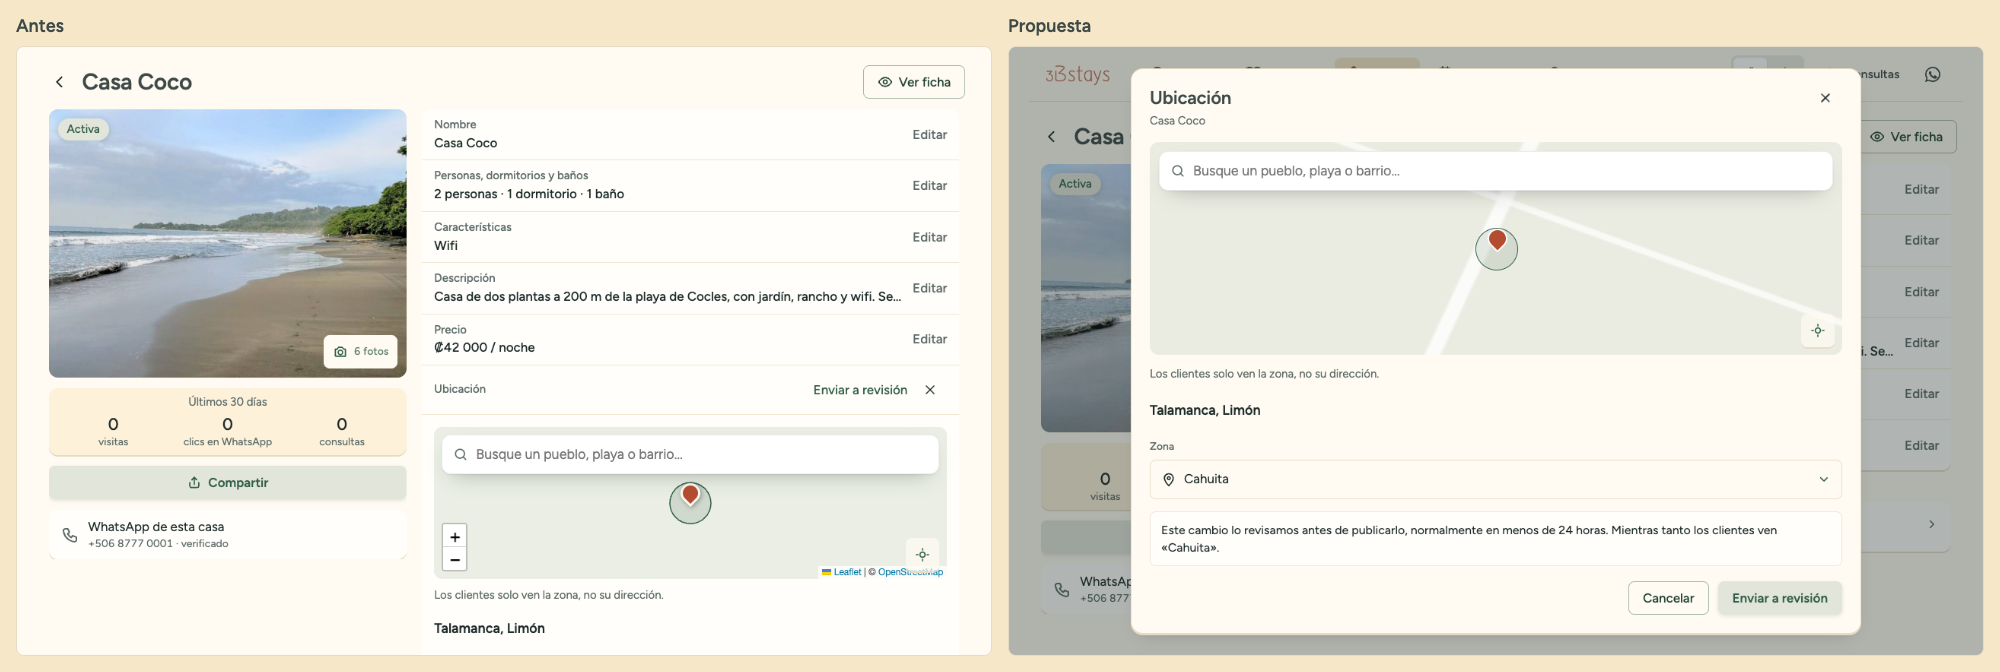 Antes
Casa Coco
Ver ficha
Activa
6 fotos
Últimos 30 días
0
0
0
visitas
clics en WhatsApp
consultas
Compartir
WhatsApp de esta casa
+506 8777 0001 · verificado
Nombre
Casa Coco
Editar
Personas, dormitorios y baños
2 personas · 1 dormitorio · 1 baño
Editar
Características
Wifi
Editar
Descripción
Casa de dos plantas a 200 m de la playa de Cocles, con jardín, rancho y wifi. Se...
Editar
Precio
₡42 000 / noche
Editar
Ubicación
Enviar a revisión
Busque un pueblo, playa o barrio...
+
−
Leaflet | © OpenStreetMap
Los clientes solo ven la zona, no su dirección.
Talamanca, Limón
Propuesta
3Bstays
nsultas
Casa
Ver ficha
Activa
0
visitas
WhatsAp
+506 877
Editar
Editar
Editar
i. Se...
Editar
Editar
Editar
Ubicación
Casa Coco
Busque un pueblo, playa o barrio...
Los clientes solo ven la zona, no su dirección.
Talamanca, Limón
Zona
Cahuita
Este cambio lo revisamos antes de publicarlo, normalmente en menos de 24 horas. Mientras tanto los clientes ven
«Cahuita».
Cancelar
Enviar a revisión